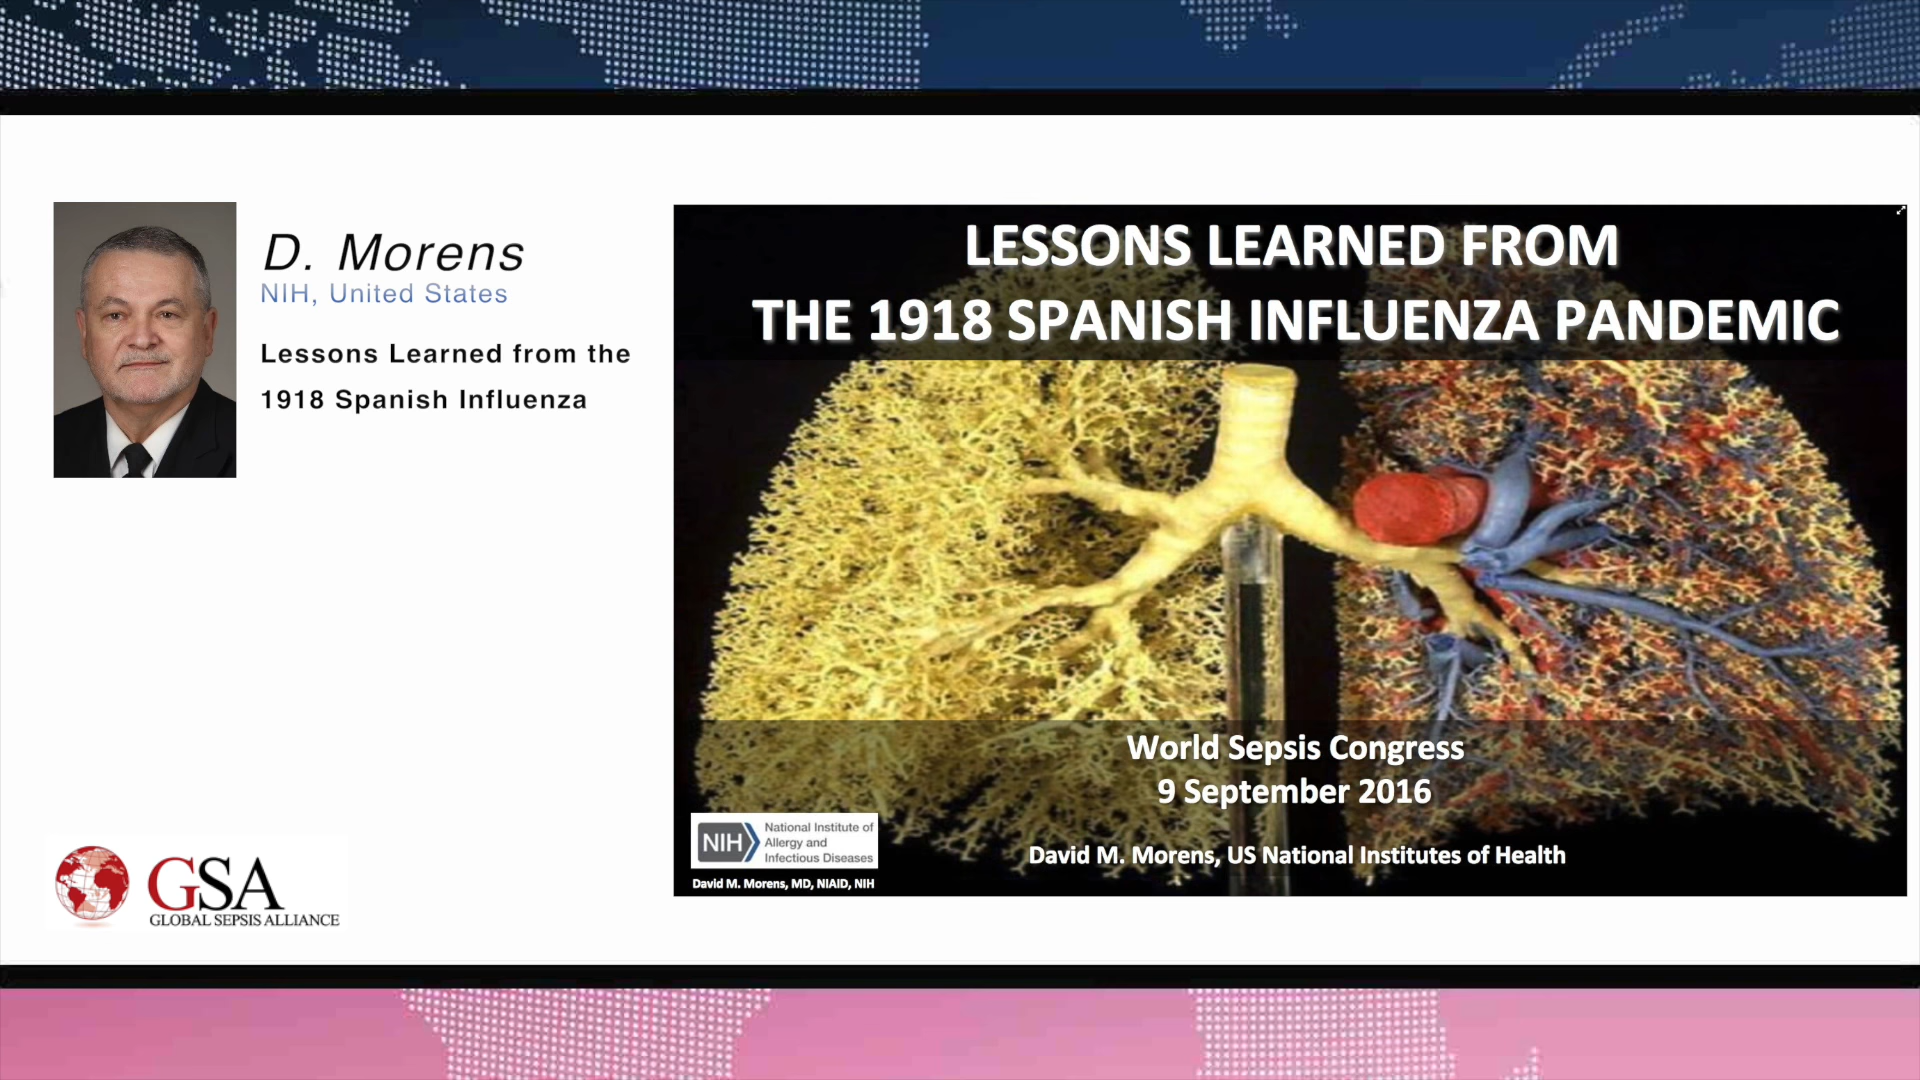 D. Morens
NIH, United States
Lessons Learned from the
1918 Spanish Influenza
LESSONS LEARNED FROM
THE 1918 SPANISH INFLUENZA PANDEMIC
World Sepsis Congress
9 September 2016
David M. Morens, US National Institutes of Health
NIH
National Institute of
Allergy and
Infectious Diseases
David M. Morens, MD, NIAID, NIH
GSA
GLOBAL SEPSIS ALLIANCE